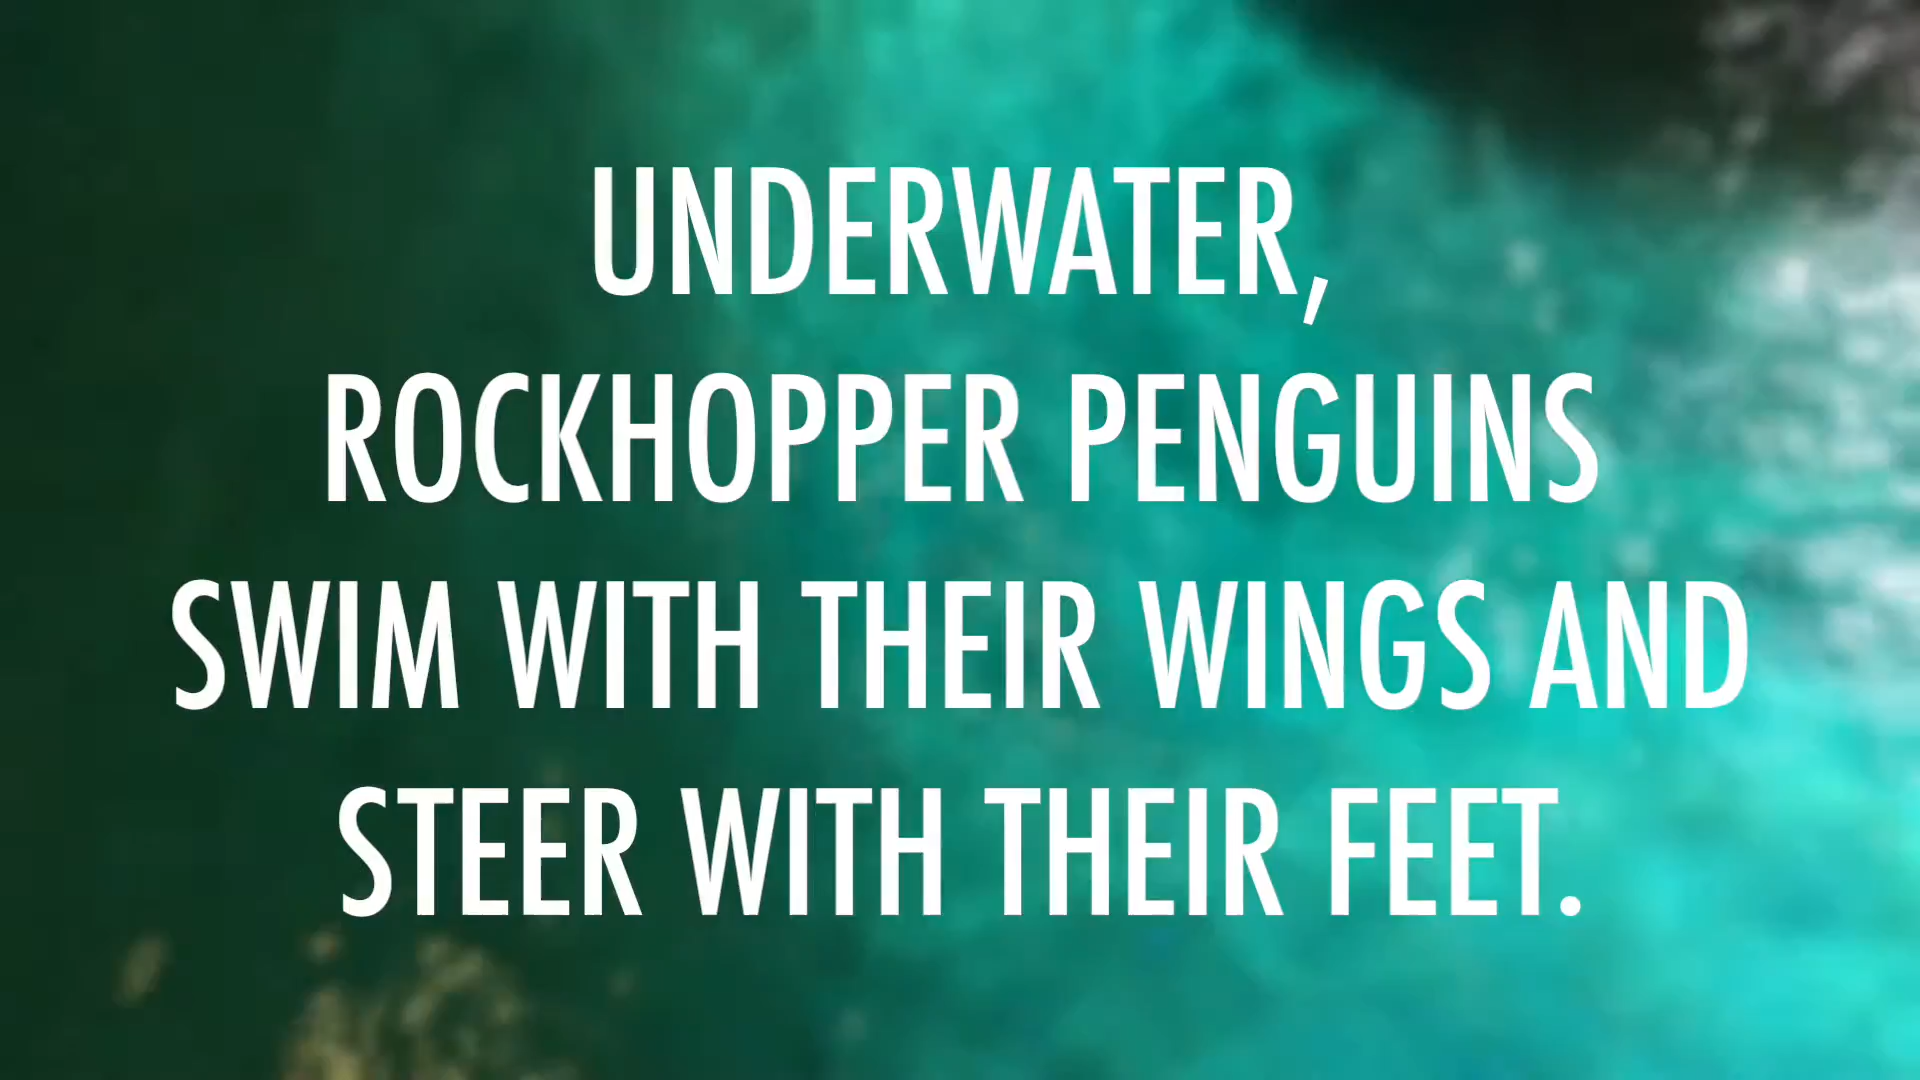 UNDERWATER,
ROCKHOPPER PENGUINS
SWIM WITH THEIR WINGS AND
STEER WITH THEIR FEET.